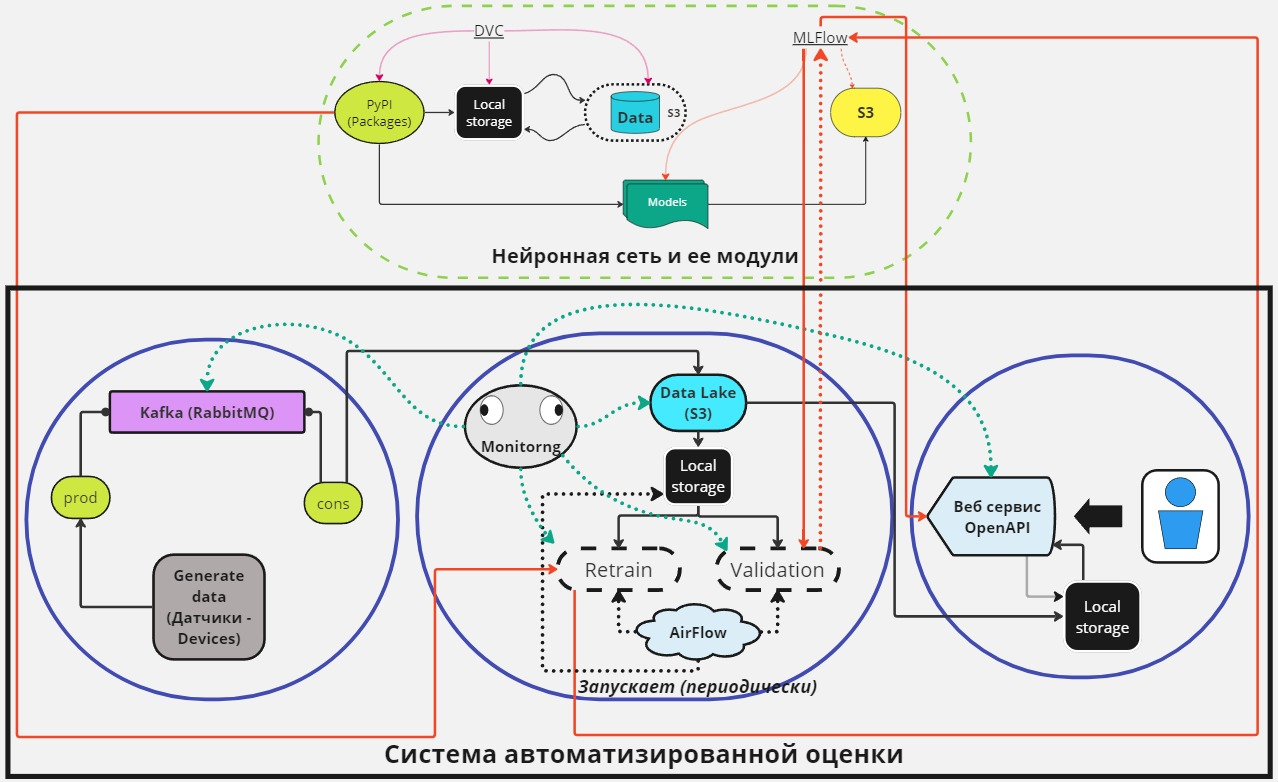 DVC
MLFlow
PyPI
(Packages)
Local
storage
Data
S3
S3
Models
Нейронная сеть и ее модули
Kafka (RabbitMQ)
prod
cons
Generate
data
(Датчики -
Devices)
Monitorng
Data Lake
(S3)
Local
storage
Retrain
Validation
AirFlow
Запускает (периодически)
Веб сервис
OpenAPI
Local
storage
Система автоматизированной оценки